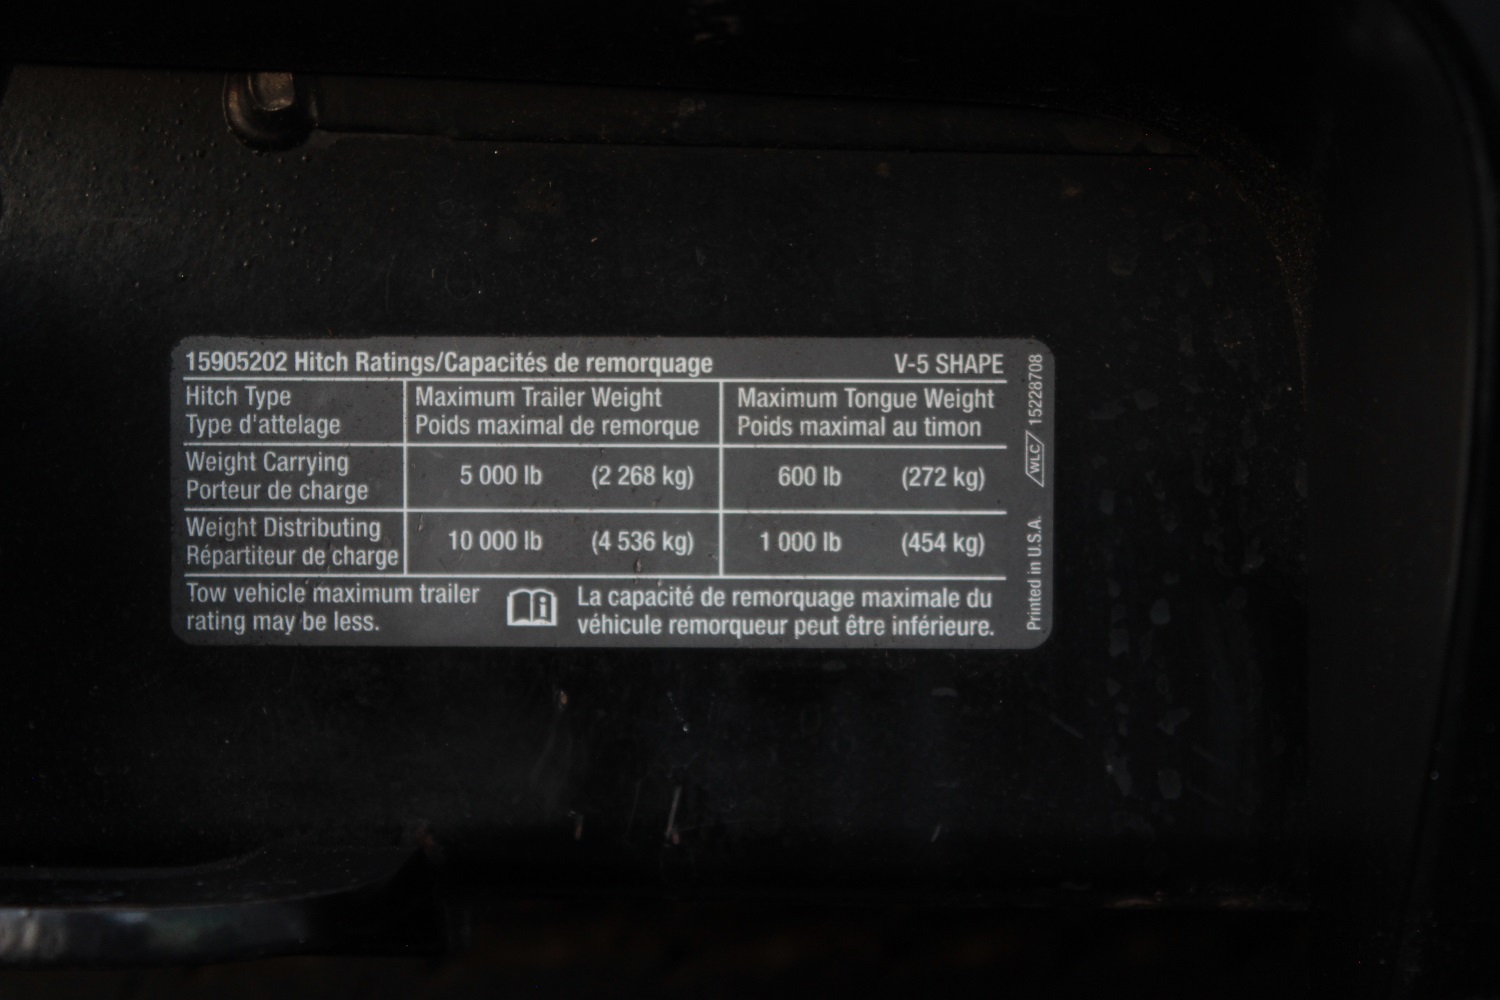 15905202 Hitch Ratings/Capacités de remorquage V-5 SHAPE
Hitch Type Maximum Trailer Weight Maximum Tongue Weight
Type d'attelage Poids maximal de remorque Poids maximal au timon
Weight Carrying
Porteur de charge
5 000 lb (2 268 kg) 600 lb (272 kg)
Weight Distributing
Répartiteur de charge
10 000 lb (4 536 kg) 1 000 lb (454 kg)
Tow vehicle maximum trailer
rating may be less.
La capacité de remorquage maximale du
véhicule remorqueur peut être inférieure.
Printed in U.S.A. WLC 15228708